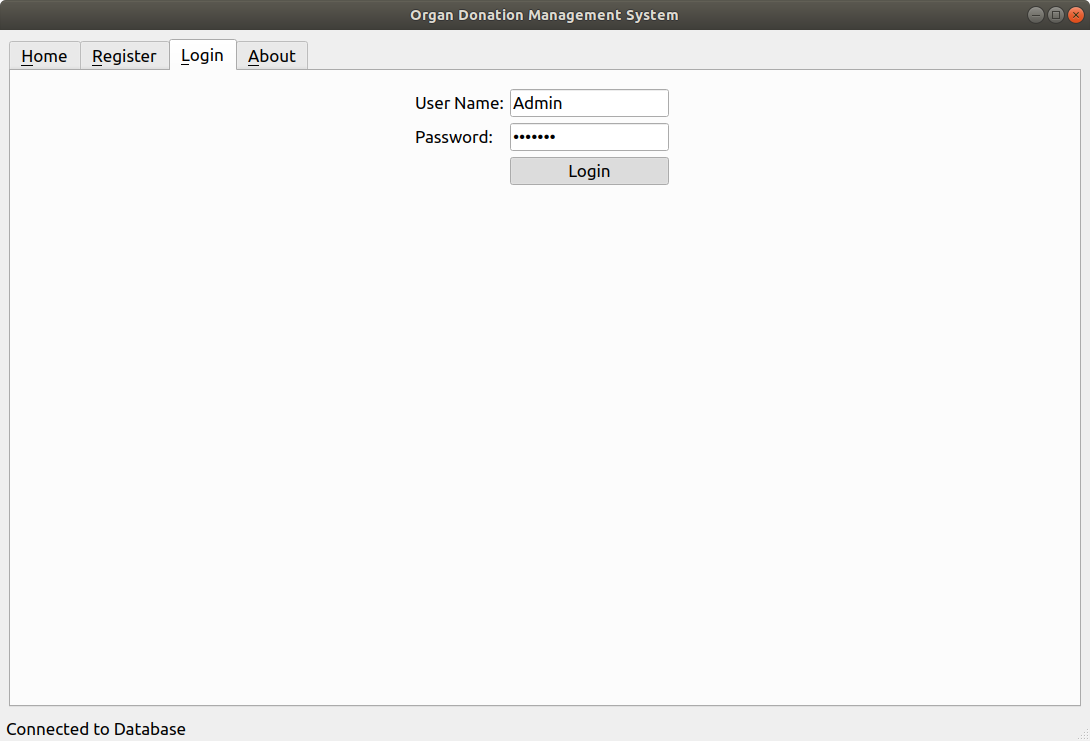 Organ Donation Management System
Home Register Login About
User Name: Admin
Password: •••••••
Login
Connected to Database